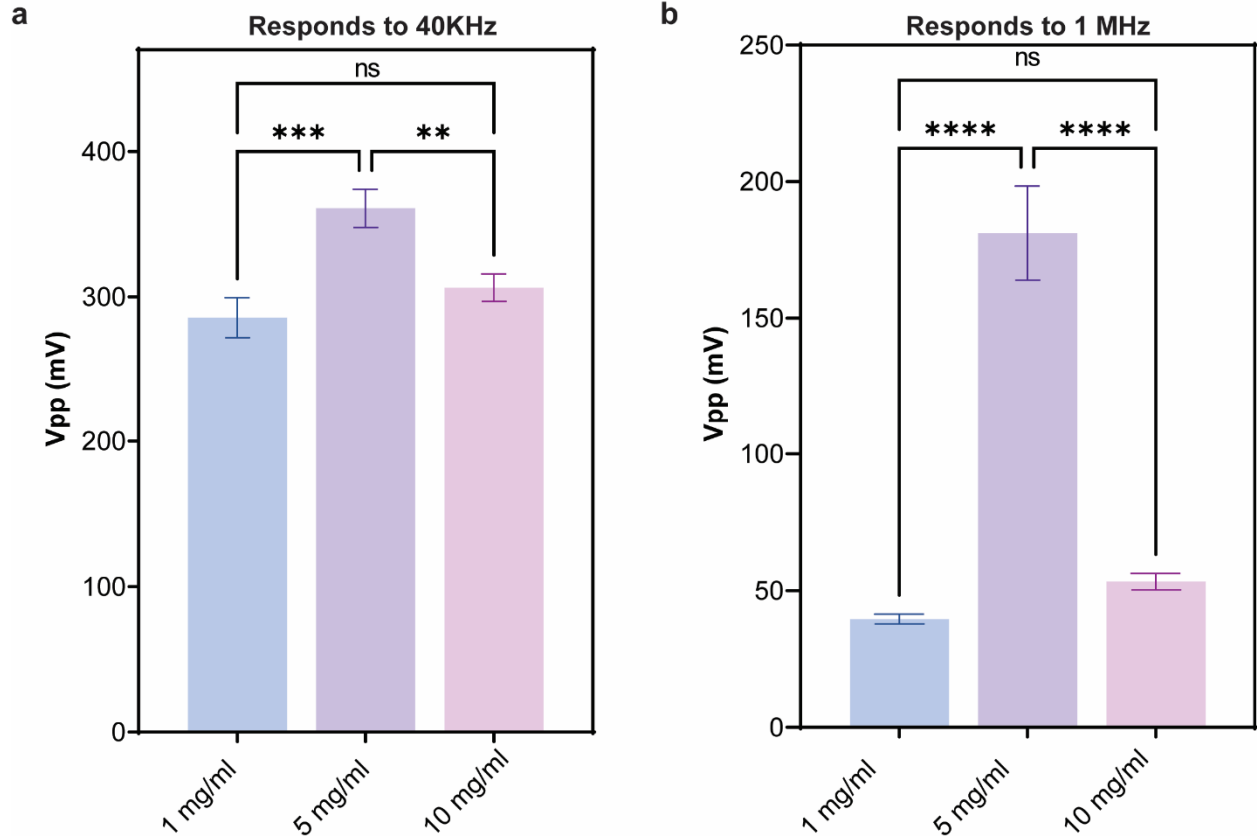 a
Responds to 40KHz
ns
*** **
400
300
200
100
0
Vpp (mV)
1 mg/ml
5 mg/ml
10 mg/ml
b
Responds to 1 MHz
ns
**** ****
250
200
150
100
50
0
Vpp (mV)
1 mg/ml
5 mg/ml
10 mg/ml